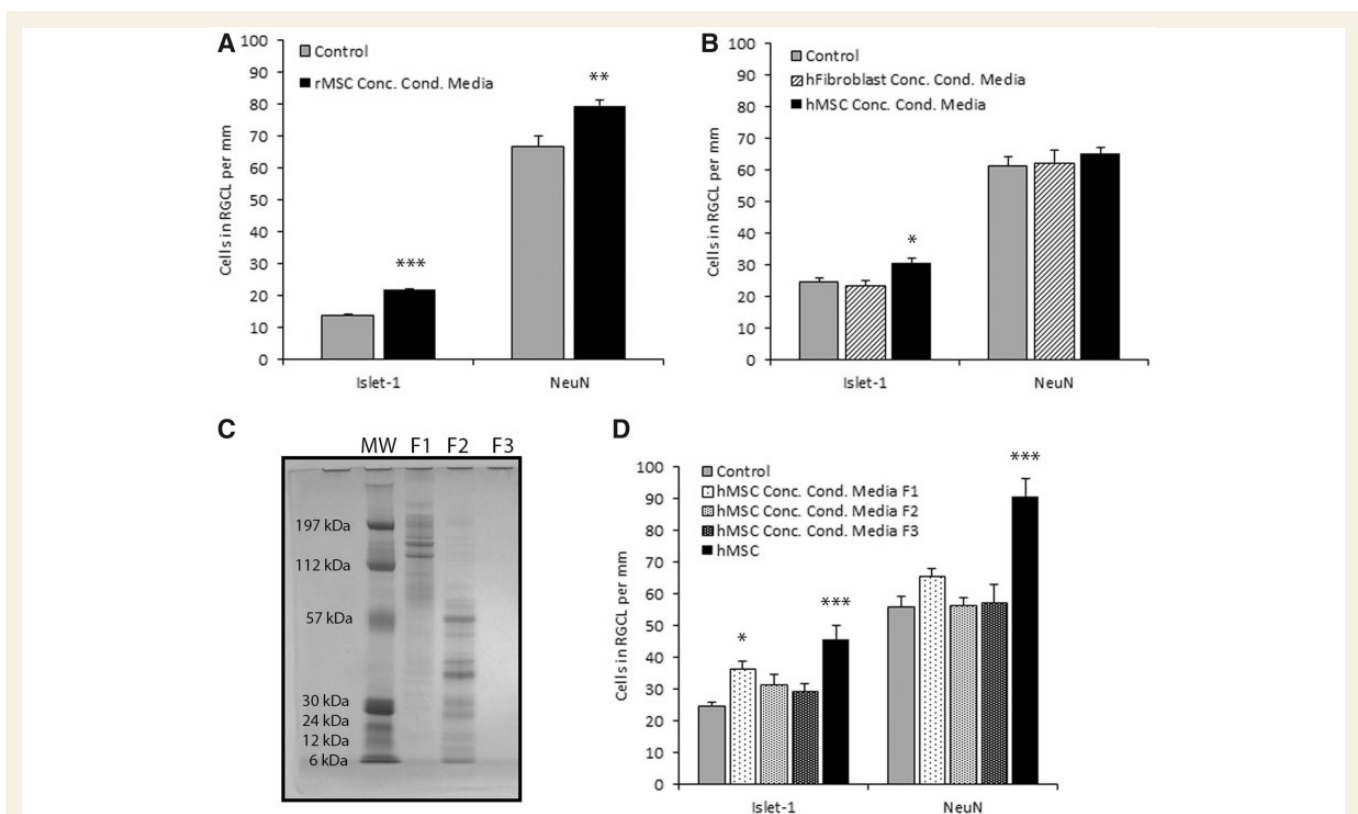 A
100
90
80
70
60
50
40
30
20
10
0
Cells in RGCL per mm
Control
rMSC Conc. Cond. Media
***
**
Islet-1
NeuN
B
100
90
80
70
60
50
40
30
20
10
0
Cells in RGCL per mm
Control
hFibroblast Conc. Cond. Media
hMSC Conc. Cond. Media
*
Islet-1
NeuN
C
MW F1 F2 F3
197 kDa
112 kDa
57 kDa
30 kDa
24 kDa
12 kDa
6 kDa
D
100
90
80
70
60
50
40
30
20
10
0
Cells in RGCL per mm
Control
hMSC Conc. Cond. Media F1
hMSC Conc. Cond. Media F2
hMSC Conc. Cond. Media F3
hMSC
*
***
***
Islet-1
NeuN